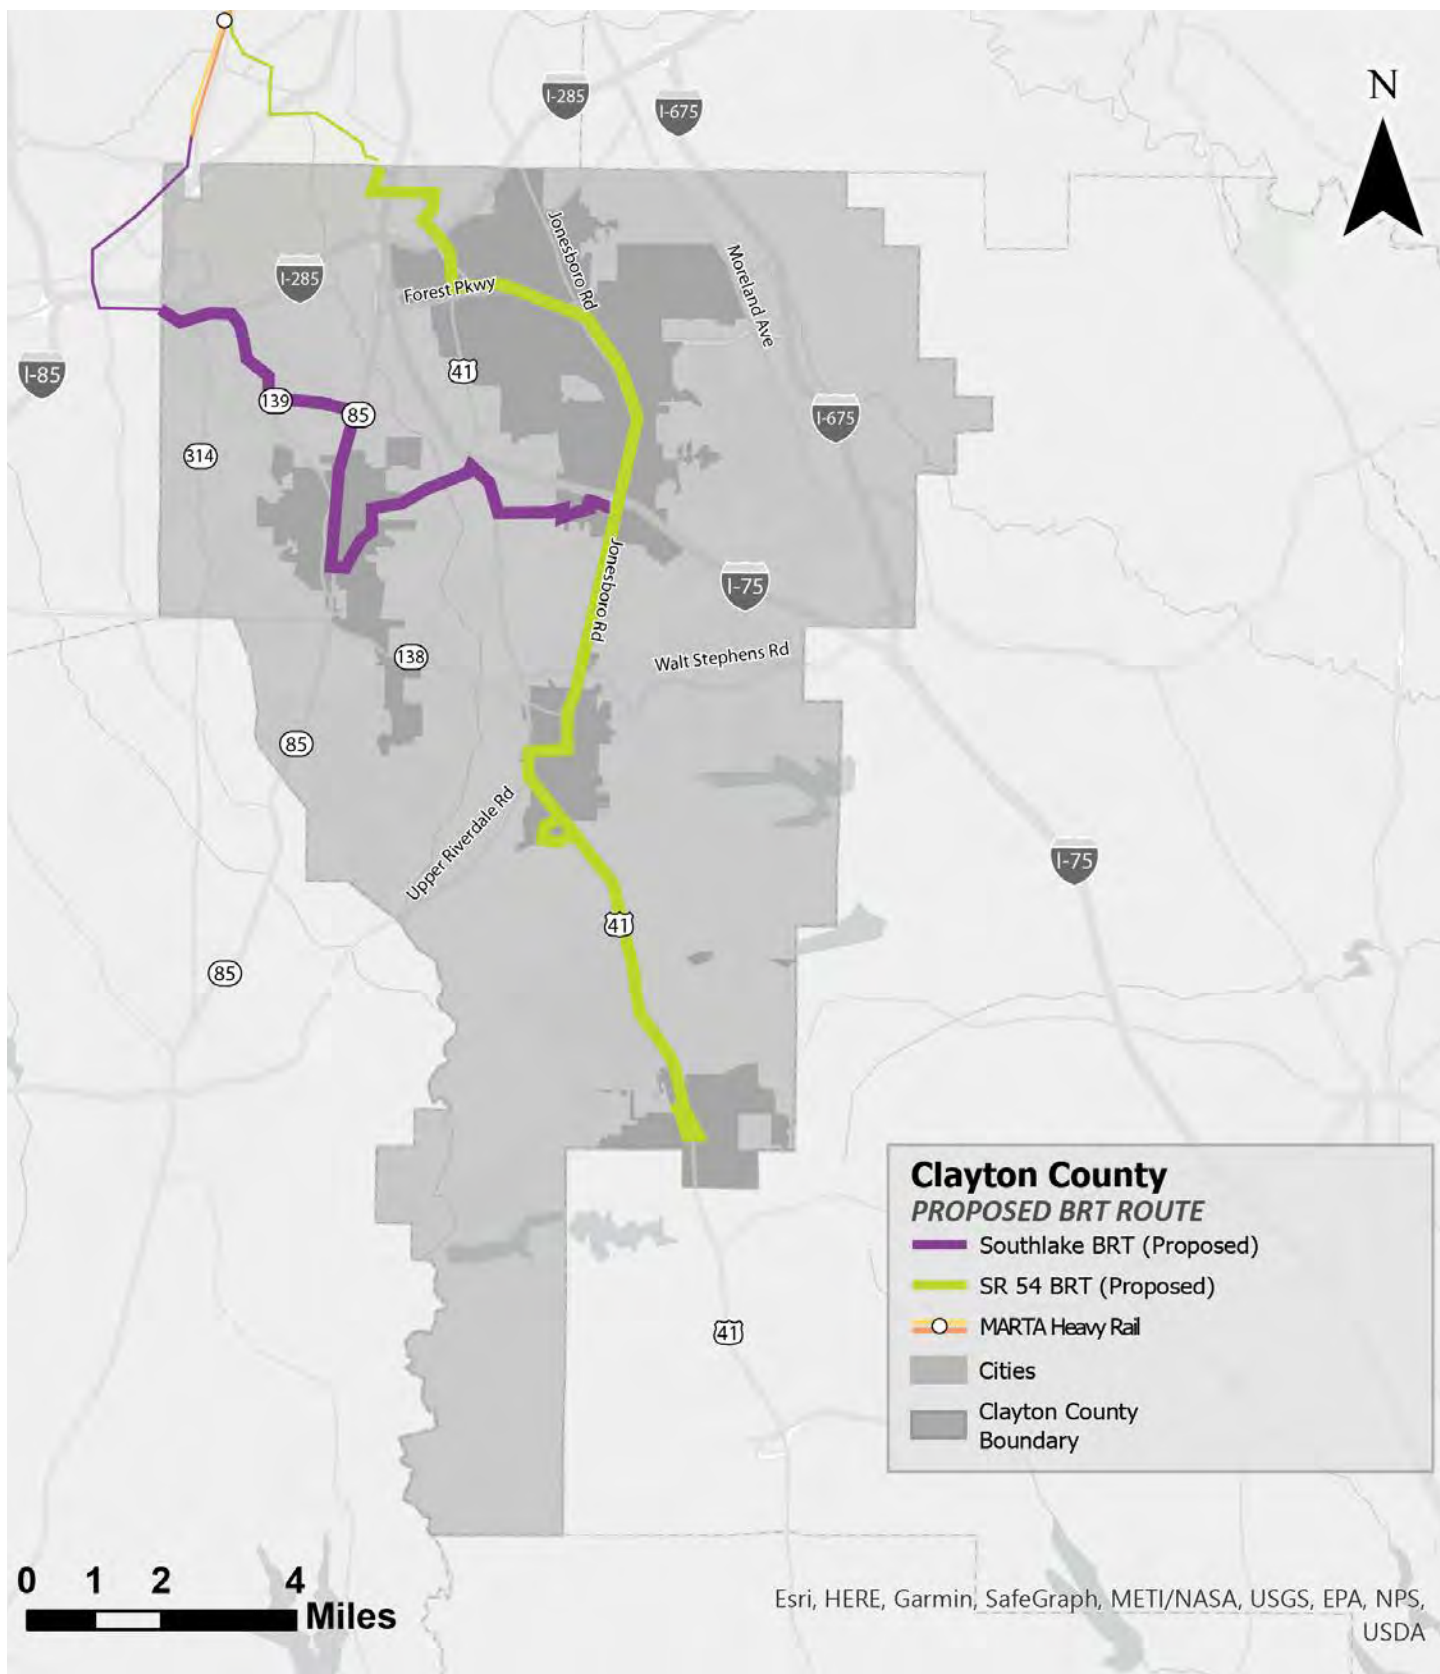 N
I-285
I-675
Jonesboro Rd
Moreland Ave
I-285
Forest Pkwy
I-85
41
139
85
I-675
314
I-75
Jonesboro Rd
138
Walt Stephens Rd
85
Upper Riverdale Rd
I-75
41
85
Clayton County
PROPOSED BRT ROUTE
Southlake BRT (Proposed)
SR 54 BRT (Proposed)
MARTA Heavy Rail
Cities
Clayton County
Boundary
41
0 1 2 4
Miles
Esri, HERE, Garmin, SafeGraph, METI/NASA, USGS, EPA, NPS,
USDA